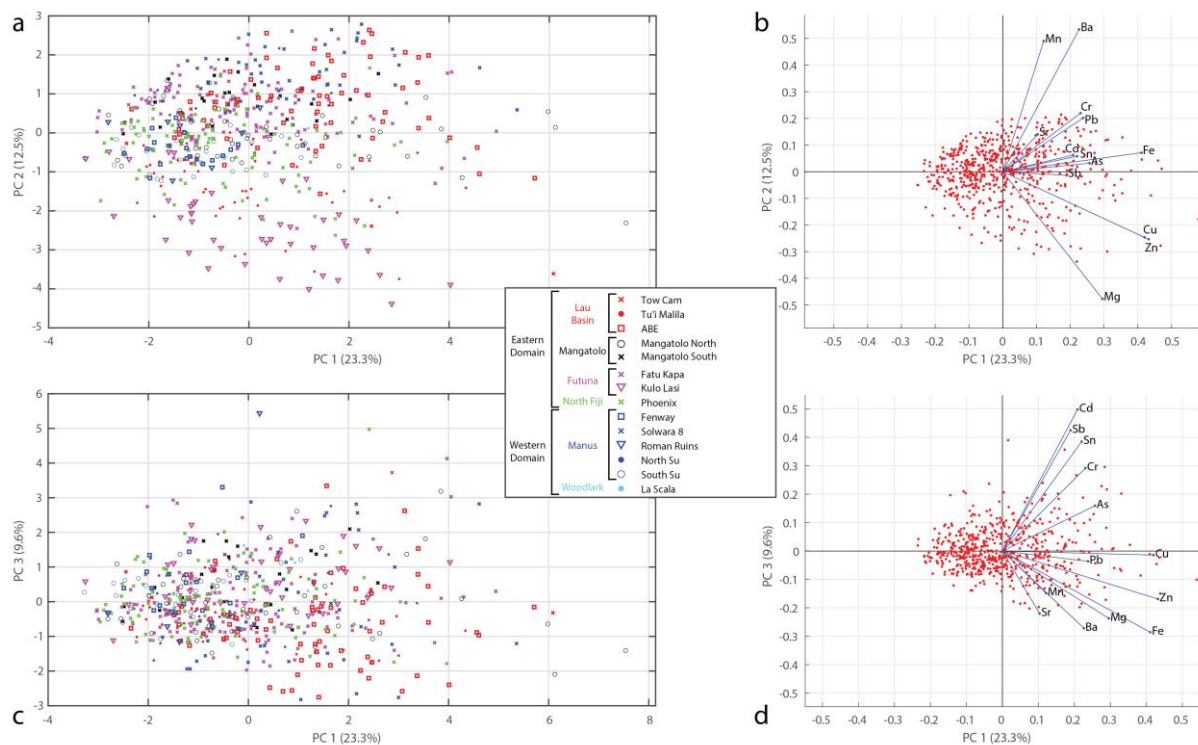 a
3
2
1
0
-1
-2
-3
-4
-5
PC 2 (12.5%)
-4
-2
0
2
4
6
8
PC 1 (23.3%)
b
0.5
0.4
0.3
0.2
0.1
0
-0.1
-0.2
-0.3
-0.4
-0.5
PC 2 (12.5%)
Mn
Ba
Cr
Pb
Sr
Cd
Sn
As
Fe
Sb
Cu
Zn
Mg
-0.5
-0.4
-0.3
-0.2
-0.1
0
0.1
0.2
0.3
0.4
0.5
PC 1 (23.3%)
Eastern Domain
Lau Basin
Tow Cam
Tu'i Malila
ABE
Mangatolo
Mangatolo North
Mangatolo South
Futuna
Fatu Kapa
Kulo Lasi
North Fiji
Phoenix
Western Domain
Manus
Fenway
Solwara 8
Roman Ruins
North Su
South Su
Woodlark
La Scala
c
6
5
4
3
2
1
0
-1
-2
-3
PC 3 (9.6%)
-4
-2
0
2
4
6
8
PC 1 (23.3%)
d
0.5
0.4
0.3
0.2
0.1
0
-0.1
-0.2
-0.3
-0.4
-0.5
PC 3 (9.6%)
Cd
Sb
Sn
Cr
As
Cu
Pb
Mn
Zn
Sr
Mg
Ba
Fe
-0.5
-0.4
-0.3
-0.2
-0.1
0
0.1
0.2
0.3
0.4
0.5
PC 1 (23.3%)